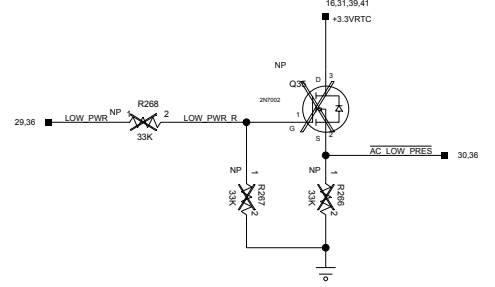 16,31,39,41
+3.3VRTC
NP
Q35
D
3
2N7002
1
G
S
2
29,36
LOW_PWR
NP
1
R268
2
33K
LOW_PWR_R
AC_LOW_PRES
30,36
NP
1
R267
33K
2
NP
1
R266
33K
2